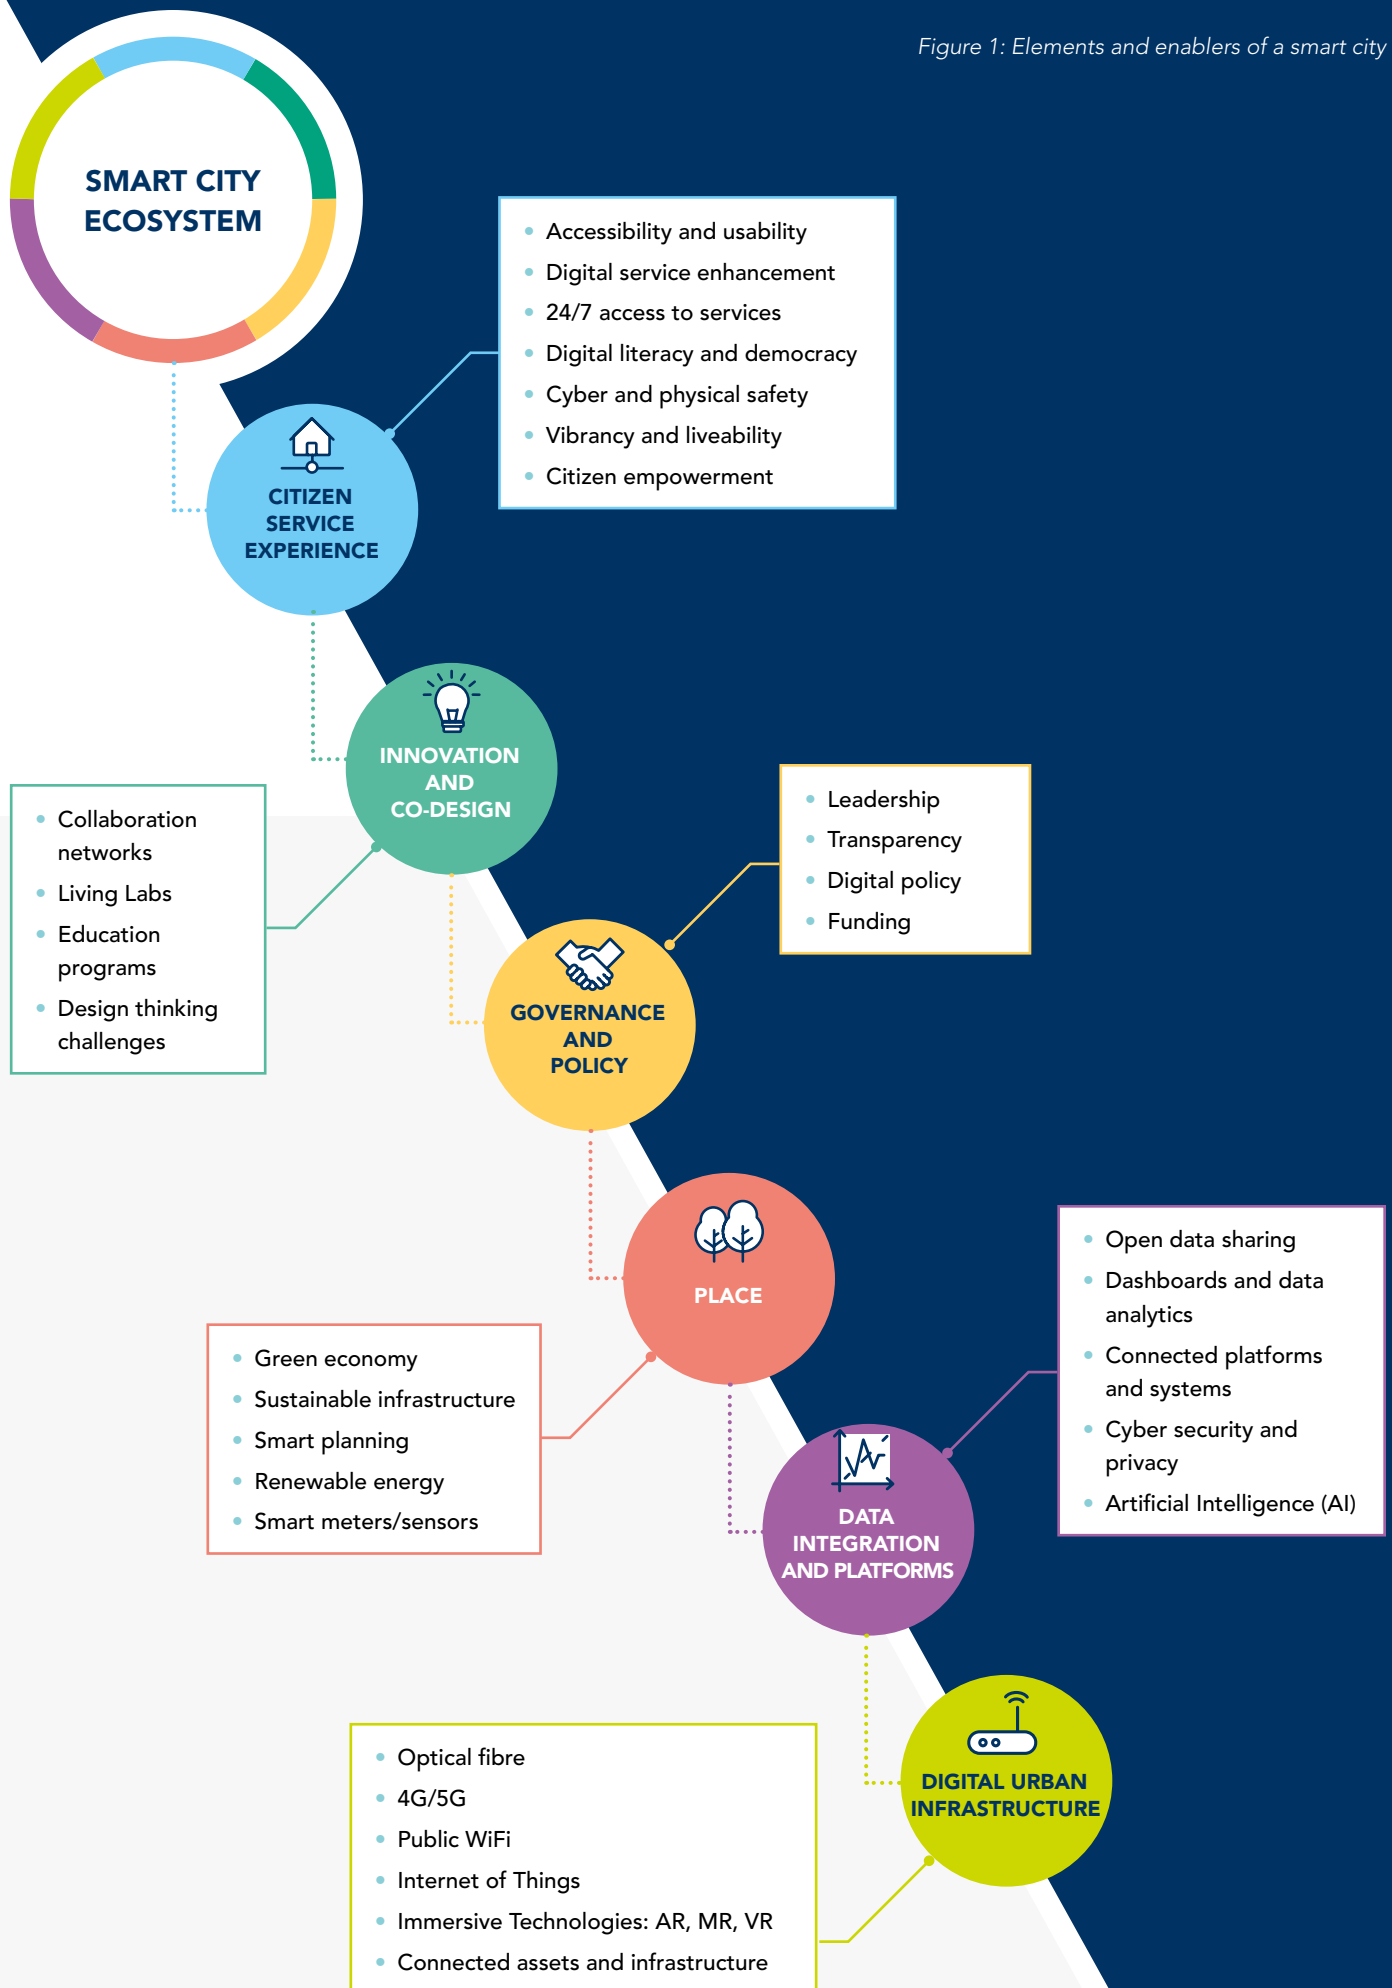 Figure 1: Elements and enablers of a smart city
SMART CITY
ECOSYSTEM
• Accessibility and usability
• Digital service enhancement
• 24/7 access to services
• Digital literacy and democracy
• Cyber and physical safety
• Vibrancy and liveability
• Citizen empowerment
CITIZEN
SERVICE
EXPERIENCE
INNOVATION
AND
CO-DESIGN
• Collaboration
networks
• Living Labs
• Education
programs
• Design thinking
challenges
• Leadership
• Transparency
• Digital policy
• Funding
GOVERNANCE
AND
POLICY
PLACE
• Green economy
• Sustainable infrastructure
• Smart planning
• Renewable energy
• Smart meters/sensors
• Open data sharing
• Dashboards and data
analytics
• Connected platforms
and systems
• Cyber security and
privacy
• Artificial Intelligence (AI)
DATA
INTEGRATION
AND PLATFORMS
DIGITAL URBAN
INFRASTRUCTURE
• Optical fibre
• 4G/5G
• Public WiFi
• Internet of Things
• Immersive Technologies: AR, MR, VR
• Connected assets and infrastructure